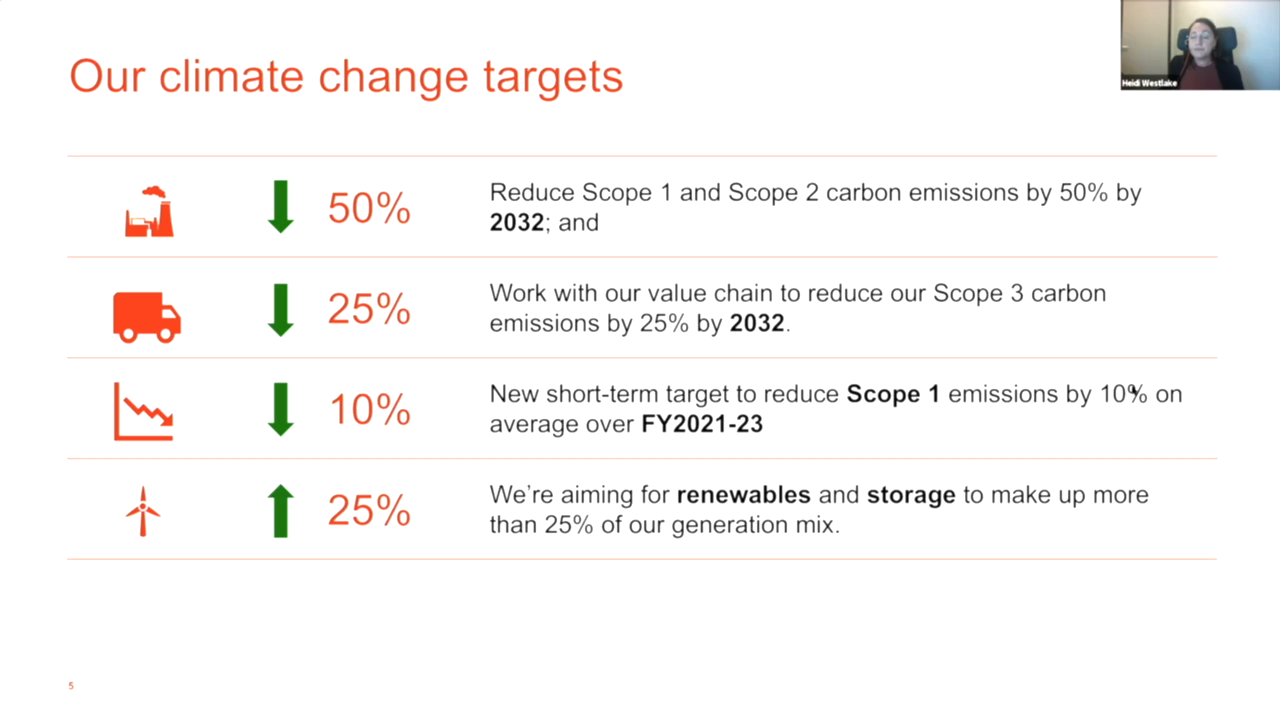 Our climate change targets
Heidi Westlake
50%
Reduce Scope 1 and Scope 2 carbon emissions by 50% by
2032; and
25%
Work with our value chain to reduce our Scope 3 carbon
emissions by 25% by 2032.
10%
New short-term target to reduce Scope 1 emissions by 10% on
average over FY2021-23
25%
We’re aiming for renewables and storage to make up more
than 25% of our generation mix.
5